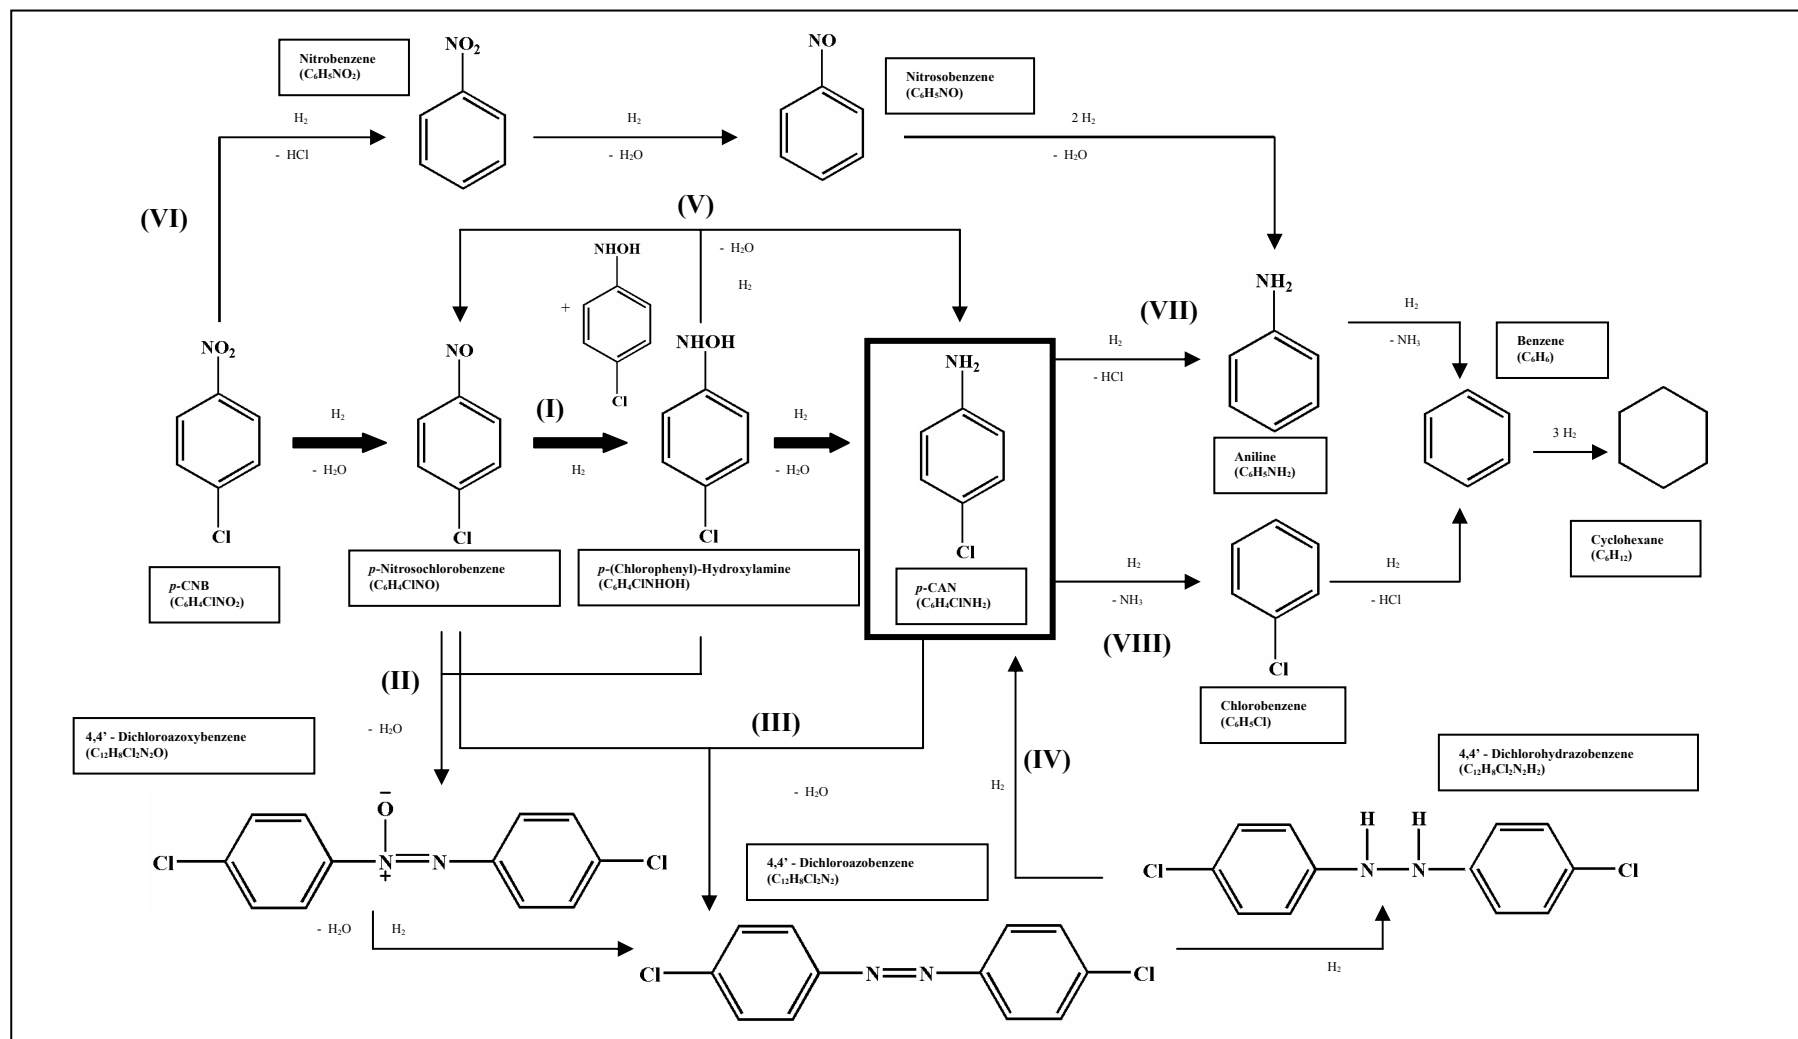 NO₂
NO
Nitrobenzene
(C₆H₅NO₂)
Nitrosobenzene
(C₆H₅NO)
H₂
- HCl
H₂
- H₂O
2 H₂
- H₂O
(VI)
(V)
- H₂O
H₂
NHOH
+
Cl
(I)
NH₂
(VII)
H₂
- NH₃
Benzene
(C₆H₆)
NO₂
Cl
H₂
- H₂O
NO
Cl
H₂
NHOH
Cl
H₂
- H₂O
NH₂
Cl
H₂
- HCl
Aniline
(C₆H₅NH₂)
3 H₂
Cyclohexane
(C₆H₁₂)
p-CNB
(C₆H₄ClNO₂)
p-Nitrosochlorobenzene
(C₆H₄ClNO)
p-(Chlorophenyl)-Hydroxylamine
(C₆H₄ClNHOH)
p-CAN
(C₆H₄ClNH₂)
H₂
- NH₃
(VIII)
H₂
- HCl
Cl
Chlorobenzene
(C₆H₅Cl)
(II)
- H₂O
(III)
- H₂O
(IV)
H₂
4,4’ - Dichloroazoxybenzene
(C₁₂H₈Cl₂N₂O)
4,4’ - Dichlorohydrazobenzene
(C₁₂H₈Cl₂N₂H₂)
−
O
Cl
N
+
N
Cl
4,4’ - Dichloroazobenzene
(C₁₂H₈Cl₂N₂)
H
H
Cl
N
N
Cl
- H₂O
H₂
Cl
N
N
Cl
H₂